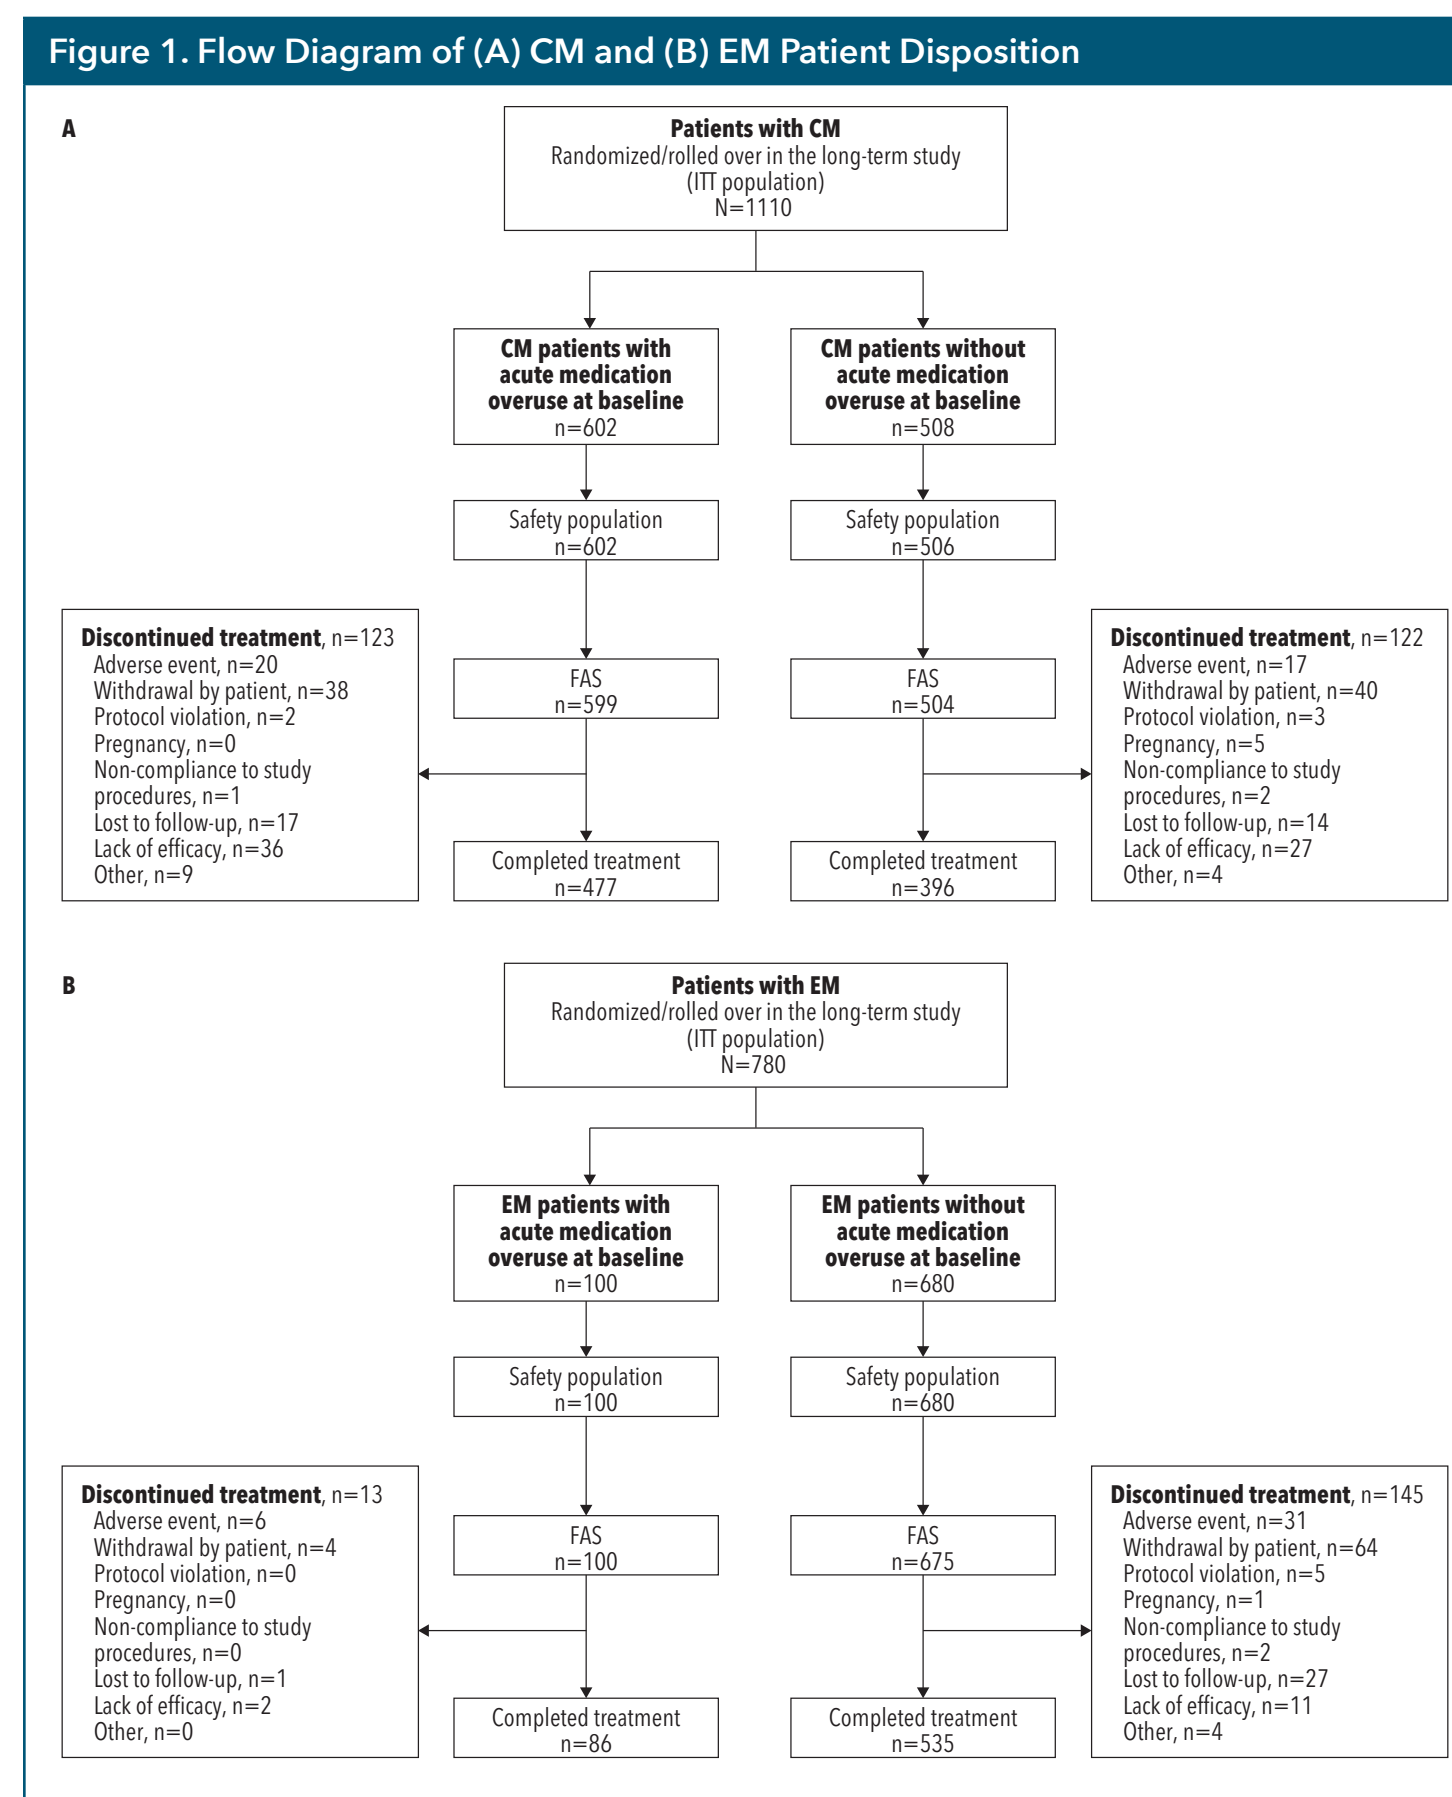 Figure 1. Flow Diagram of (A) CM and (B) EM Patient Disposition
A
Patients with CM
Randomized/rolled over in the long-term study
(ITT population)
N=1110
CM patients with
acute medication
overuse at baseline
n=602
CM patients without
acute medication
overuse at baseline
n=508
Safety population
n=602
Safety population
n=506
Discontinued treatment, n=123
Adverse event, n=20
Withdrawal by patient, n=38
Protocol violation, n=2
Pregnancy, n=0
Non-compliance to study
procedures, n=1
Lost to follow-up, n=17
Lack of efficacy, n=36
Other, n=9
FAS
n=599
FAS
n=504
Discontinued treatment, n=122
Adverse event, n=17
Withdrawal by patient, n=40
Protocol violation, n=3
Pregnancy, n=5
Non-compliance to study
procedures, n=2
Lost to follow-up, n=14
Lack of efficacy, n=27
Other, n=4
Completed treatment
n=477
Completed treatment
n=396
B
Patients with EM
Randomized/rolled over in the long-term study
(ITT population)
N=780
EM patients with
acute medication
overuse at baseline
n=100
EM patients without
acute medication
overuse at baseline
n=680
Safety population
n=100
Safety population
n=680
Discontinued treatment, n=13
Adverse event, n=6
Withdrawal by patient, n=4
Protocol violation, n=0
Pregnancy, n=0
Non-compliance to study
procedures, n=0
Lost to follow-up, n=1
Lack of efficacy, n=2
Other, n=0
FAS
n=100
FAS
n=675
Discontinued treatment, n=145
Adverse event, n=31
Withdrawal by patient, n=64
Protocol violation, n=5
Pregnancy, n=1
Non-compliance to study
procedures, n=2
Lost to follow-up, n=27
Lack of efficacy, n=11
Other, n=4
Completed treatment
n=86
Completed treatment
n=535